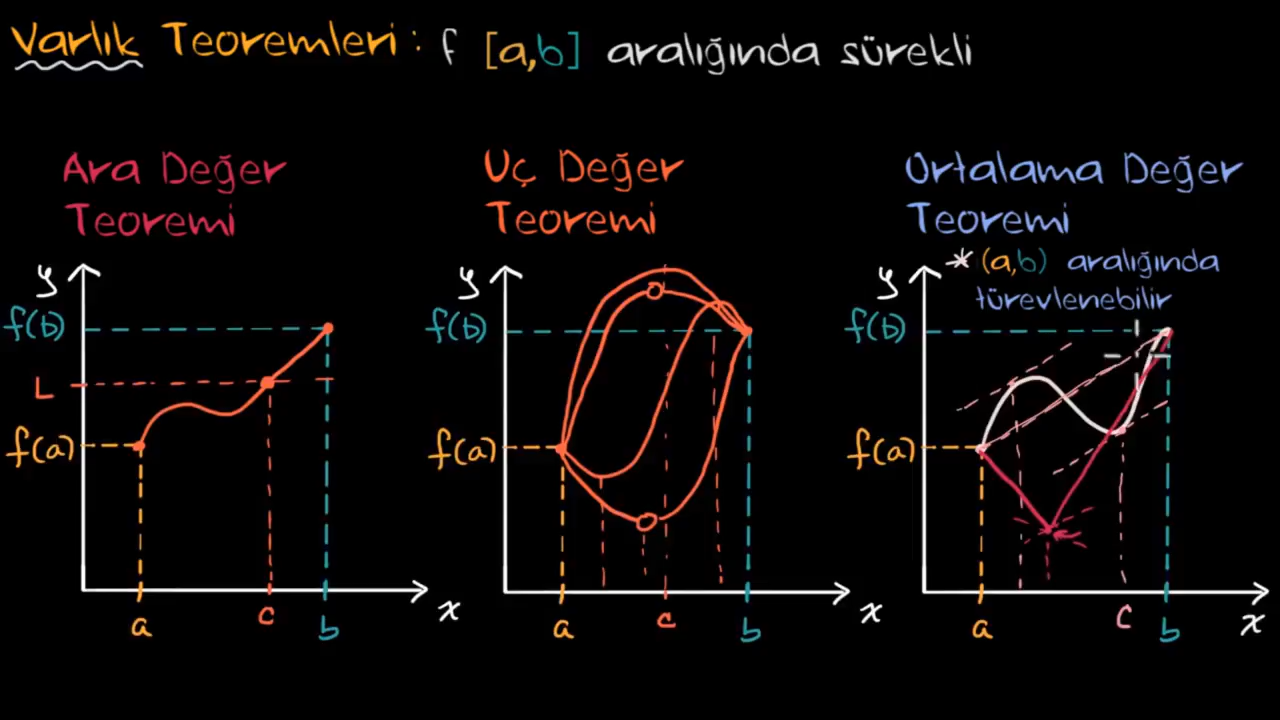 Varlık Teoremleri: f [a,b] aralığında sürekli
Ara Değer
Teoremi
y
f(b)
L
f(a)
a
c
b
x
Uç Değer
Teoremi
y
f(b)
f(a)
a
c
b
x
Ortalama Değer
Teoremi
* (a,b) aralığında
türevlenebilir
y
f(b)
f(a)
a
c
b
x